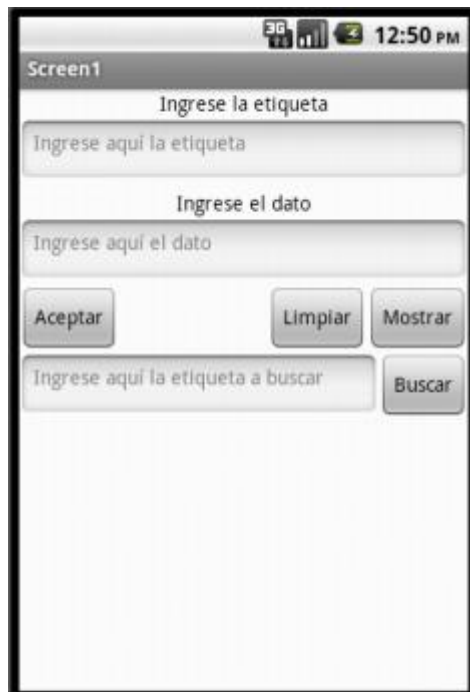 3G 12:50 PM
Screen1
Ingrese la etiqueta
Ingrese aquí la etiqueta
Ingrese el dato
Ingrese aquí el dato
Aceptar Limpiar Mostrar
Ingrese aquí la etiqueta a buscar Buscar